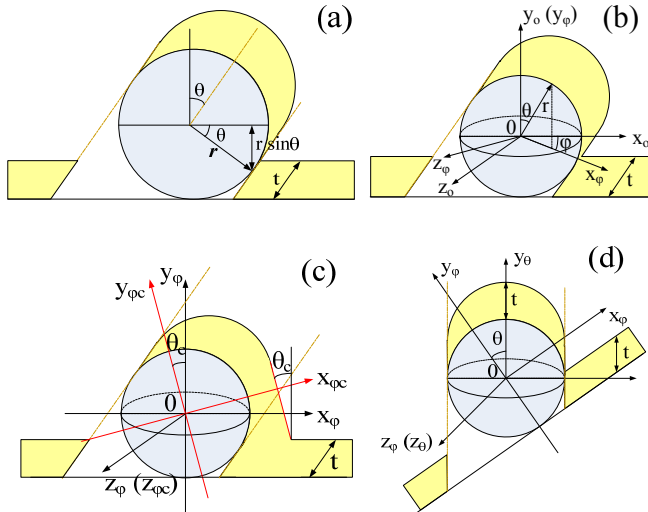 (a)
θ
θ
r
r sinθ
t
(b)
yₒ (yφ)
θ
r
0
φ
xₒ
zφ
zₒ
xφ
t
(c)
yφc
yφ
θc
θc
xφc
0
xφ
t
zφ (zφc)
(d)
yφ
yθ
t
xφ
θ
t
0
zφ (zθ)